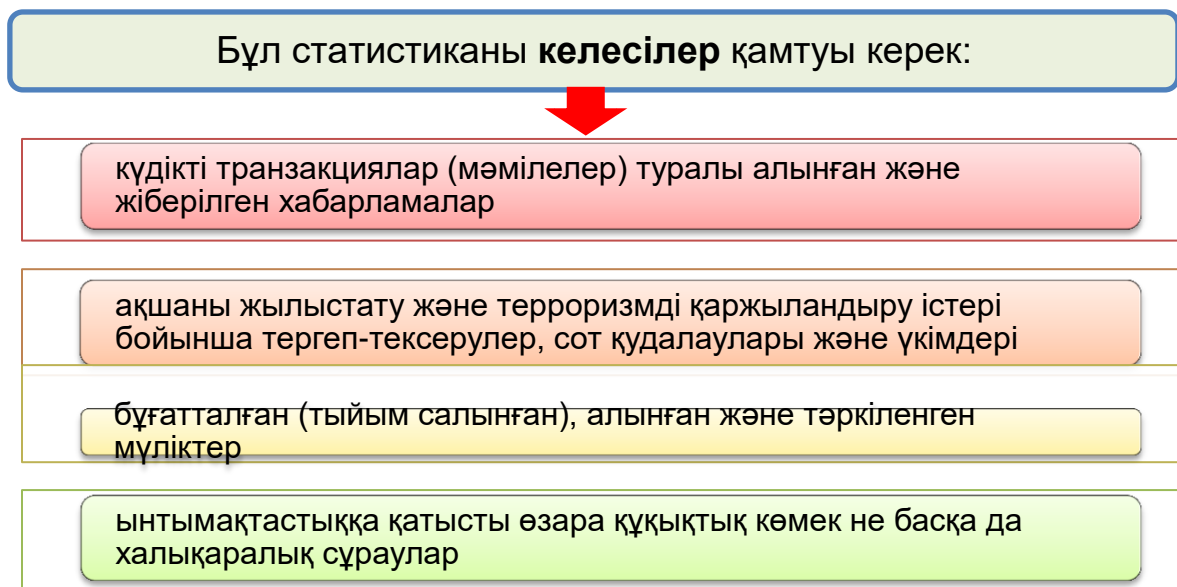 Бұл статистиканы келесілер қамтуы керек:
күдікті транзакциялар (мәмілелер) туралы алынған және
жіберілген хабарламалар
ақшаны жылыстату және терроризмді қаржыландыру істері
бойынша тергеп-тексерулер, сот қудалаулары және үкімдері
бұғатталған (тыйым салынған), алынған және тәркіленген
мүліктер
ынтымақтастыққа қатысты өзара құқықтық көмек не басқа да
халықаралық сұраулар